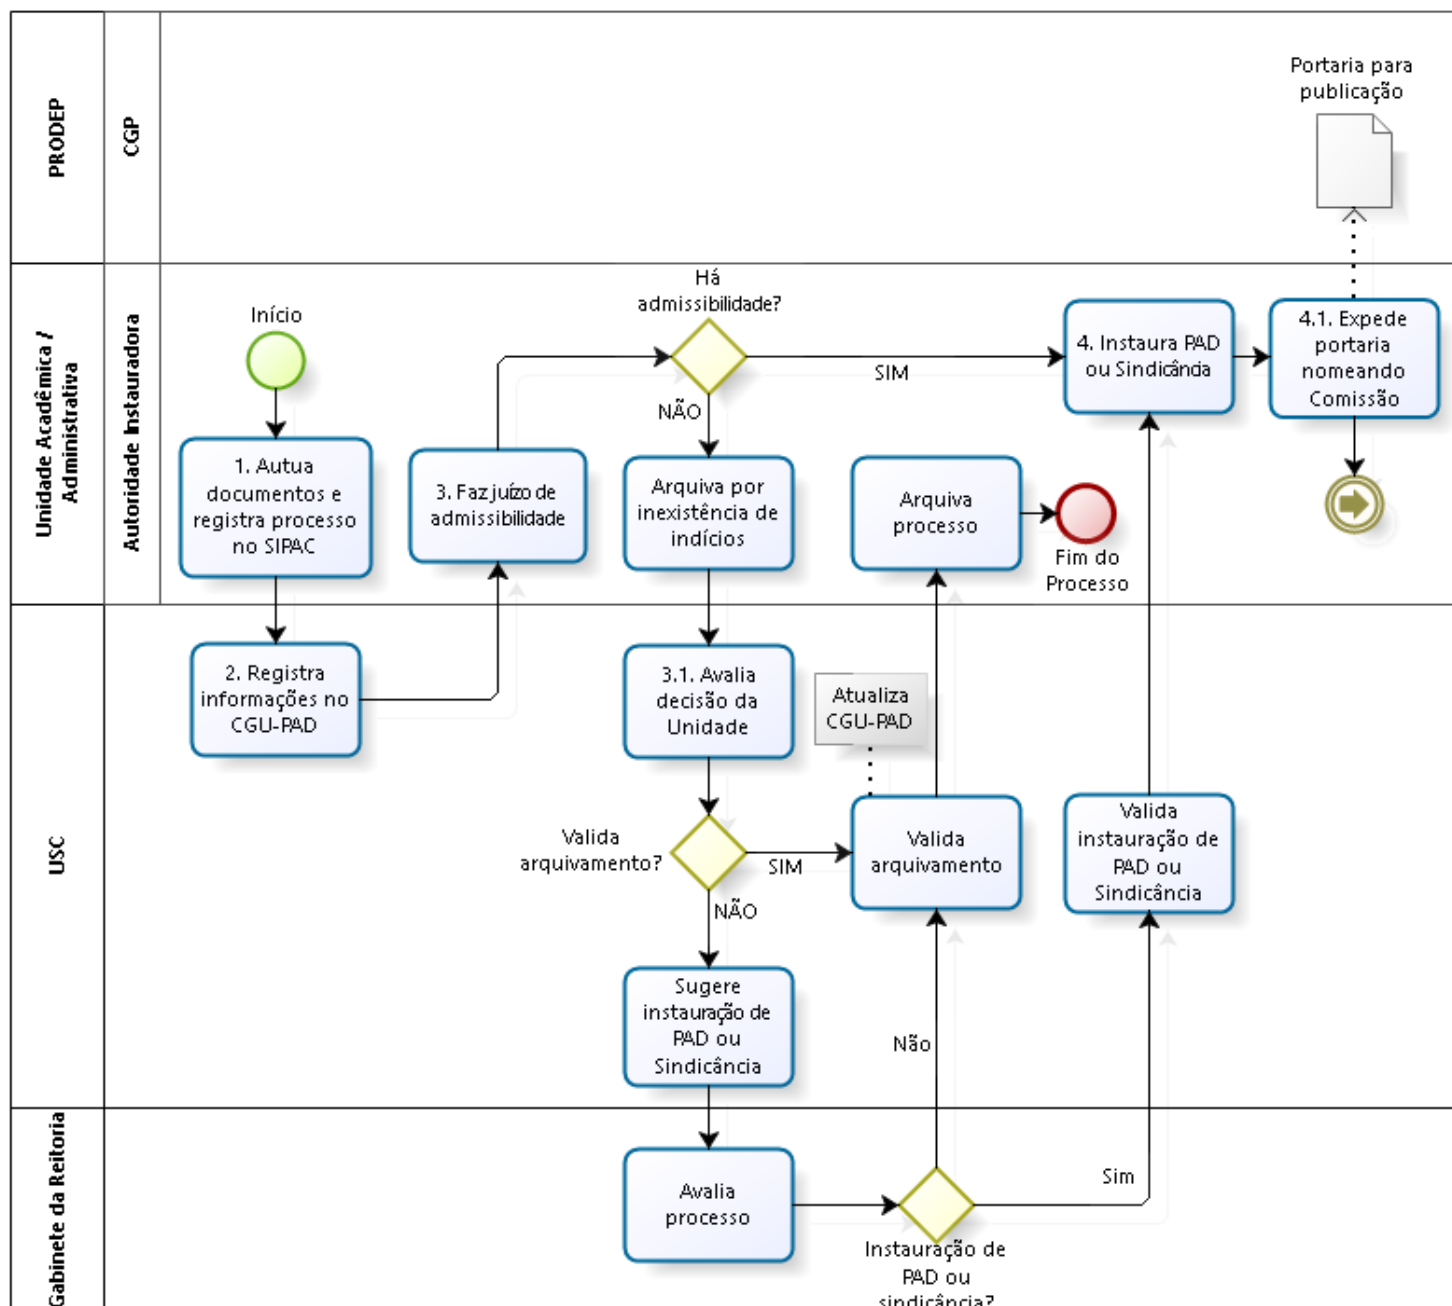 PRODEP
CGP
Portaria para
publicação
Unidade Acadêmica /
Administrativa
Autoridade Instauradora
Início
Há
admissibilidade?
SIM
NÃO
4. Instaura PAD
ou Sindicância
4.1. Expede
portaria
nomeando
Comissão
1. Autua
documentos e
registra processo
no SIPAC
3. Faz juízo de
admissibilidade
Arquiva por
inexistência de
indícios
Arquiva
processo
Fim do
Processo
USC
2. Registra
informações no
CGU-PAD
3.1. Avalia
decisão da
Unidade
Atualiza
CGU-PAD
Valida
arquivamento?
SIM
NÃO
Valida
arquivamento
Valida
instauração de
PAD ou
Sindicância
Sugere
instauração de
PAD ou
Sindicância
Não
Gabinete da Reitoria
Avalia
processo
Sim
Instauração de
PAD ou
sindicância?